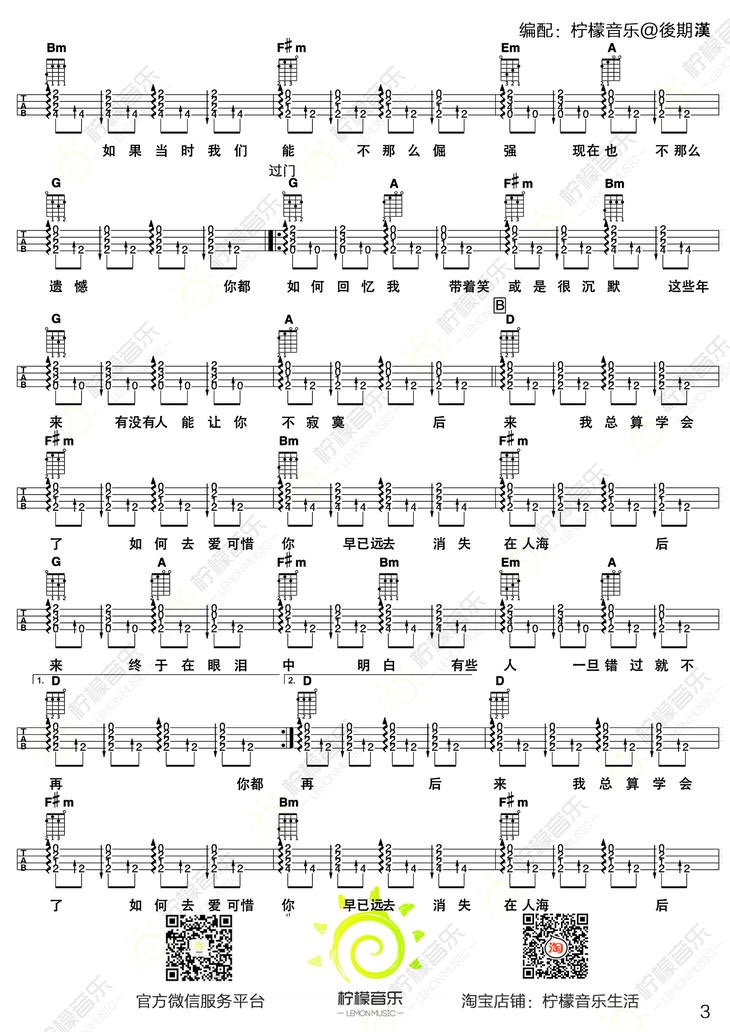 编配：柠檬音乐@後期漢
Bm F#m Em A
如果当时我们能 不那么倔强 现在也 不那么
过门
G G A F#m Bm
遗憾 你都 如何回忆我 带着笑 或是很沉默 这些年
B
G A D
来 有没有人能让你 不寂寞 后来 我总算学会
F#m Bm F#m
了 如何去爱可惜你 早已远去 消失在人海 后
G A F#m Bm Em A
来 终于在眼泪中 明白 有些人 一旦错过就不
1. D 2. D D
再 你都 再 后来 我总算学会
F#m Bm F#m
了 如何去爱可惜你 早已远去 消失在人海 后
官方微信服务平台
柠檬音乐
LEMON MUSIC
淘
淘宝店铺：柠檬音乐生活
3